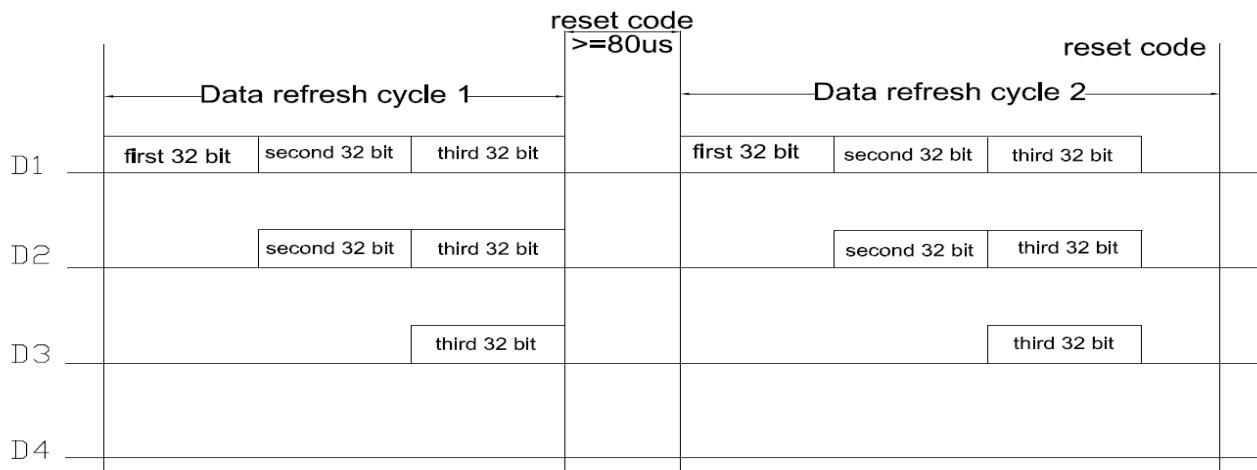 reset code
>=80us
reset code
Data refresh cycle 1
Data refresh cycle 2
D1 first 32 bit second 32 bit third 32 bit first 32 bit second 32 bit third 32 bit
D2 second 32 bit third 32 bit second 32 bit third 32 bit
D3 third 32 bit third 32 bit
D4